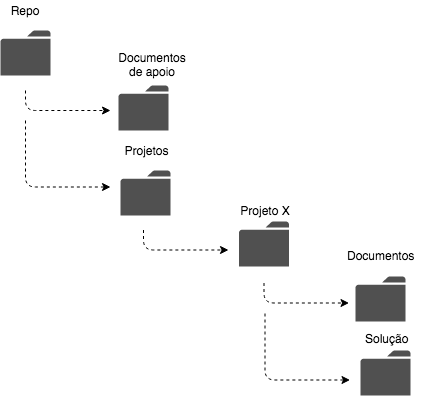 Repo
Documentos
de apoio
Projetos
Projeto X
Documentos
Solução